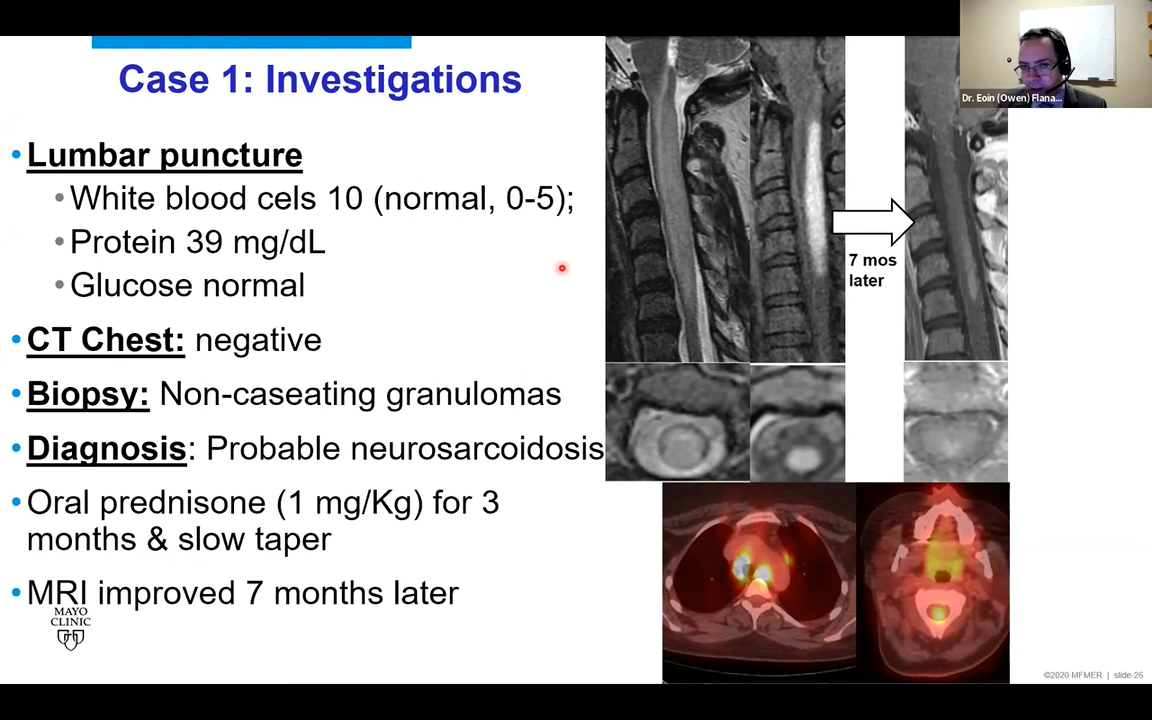 Case 1: Investigations
Dr. Eoin (Owen) Flana...
• Lumbar puncture
• White blood cels 10 (normal, 0-5);
• Protein 39 mg/dL
• Glucose normal
• CT Chest: negative
• Biopsy: Non-caseating granulomas
• Diagnosis: Probable neurosarcoidosis
• Oral prednisone (1 mg/Kg) for 3
months & slow taper
• MRI improved 7 months later
7 mos
later
MAYO
CLINIC
©2020 MFMER | slide-26